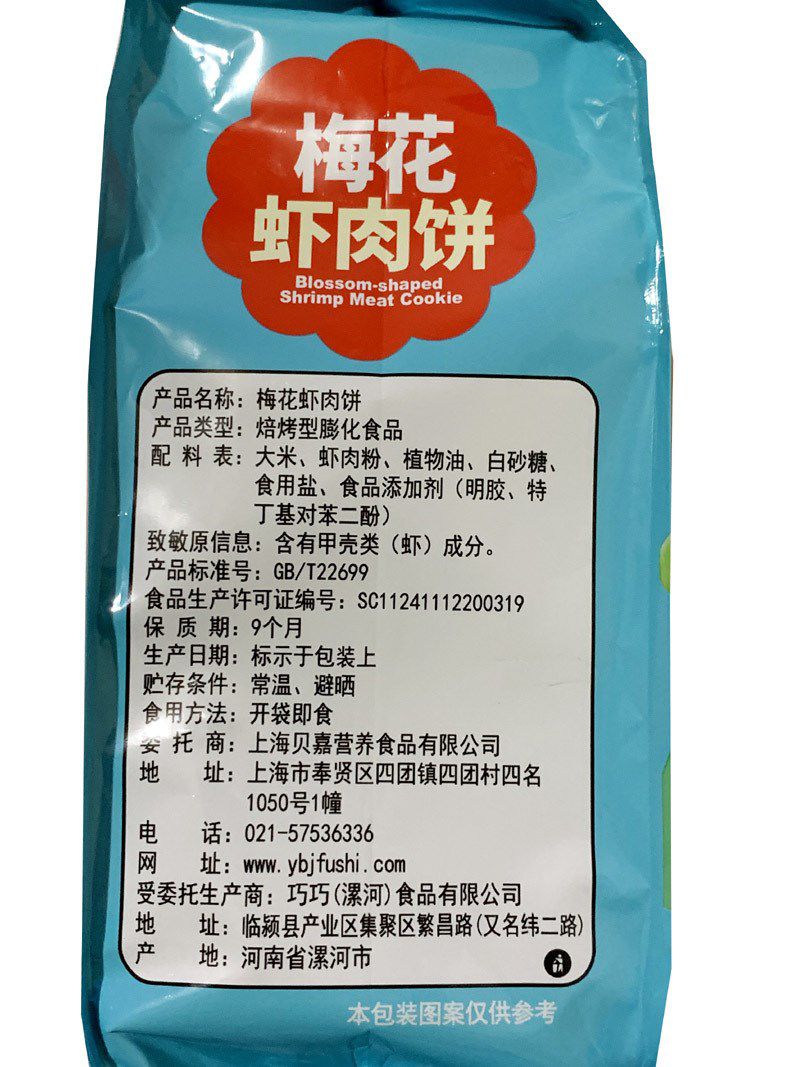 梅花
虾肉饼
Blossom-shaped
Shrimp Meat Cookie
产品名称：梅花虾肉饼
产品类型：焙烤型膨化食品
配 料 表：大米、虾肉粉、植物油、白砂糖、
食用盐、食品添加剂（明胶、特
丁基对苯二酚）
致敏原信息：含有甲壳类（虾）成分。
产品标准号：GB/T22699
食品生产许可证编号：SC11241112200319
保 质 期：9个月
生产日期：标示于包装上
贮存条件：常温、避晒
食用方法：开袋即食
委 托 商：上海贝嘉营养食品有限公司
地 址：上海市奉贤区四团镇四团村四名
1050号1幢
电 话：021-57536336
网 址：www.ybjfushi.com
受委托生产商：巧巧(漯河)食品有限公司
地 址：临颍县产业区集聚区繁昌路(又名纬二路)
产 地：河南省漯河市
本包装图案仅供参考